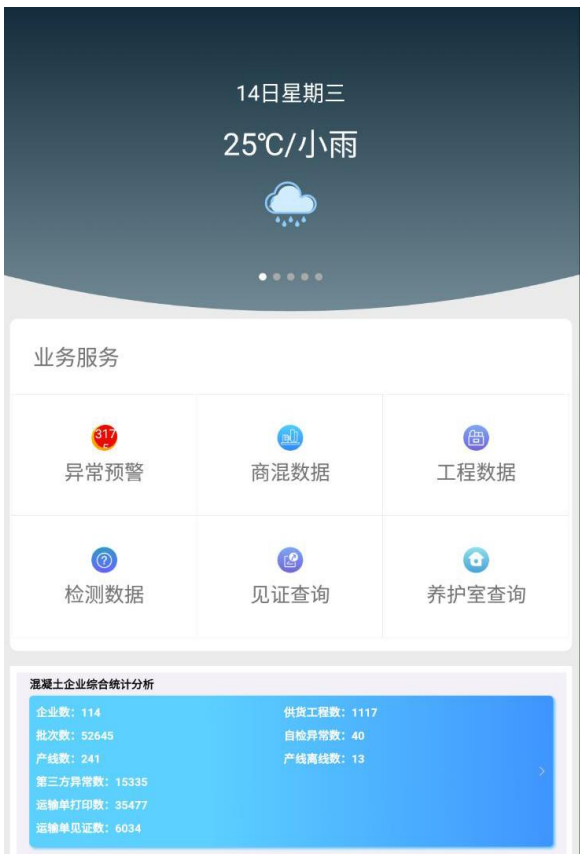 14日星期三
25℃/小雨
业务服务
317
异常预警
商混数据
工程数据
检测数据
见证查询
养护室查询
混凝土企业综合统计分析
企业数：114
供货工程数：1117
批次数：52645
自检异常数：40
产线数：241
产线离线数：13
第三方异常数：15335
运输单打印数：35477
运输单见证数：6034